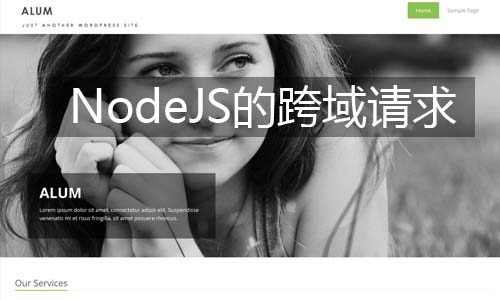 ALUM
JUST ANOTHER WORDPRESS SITE
Home
Sample Page
NodeJS的跨域请求
ALUM
Lorem ipsum dolor sit amet, consectetur adipis elit. Suspendisse
venenatis mi et risus fringilla. sit amet posuere rhoncus.
Our Services